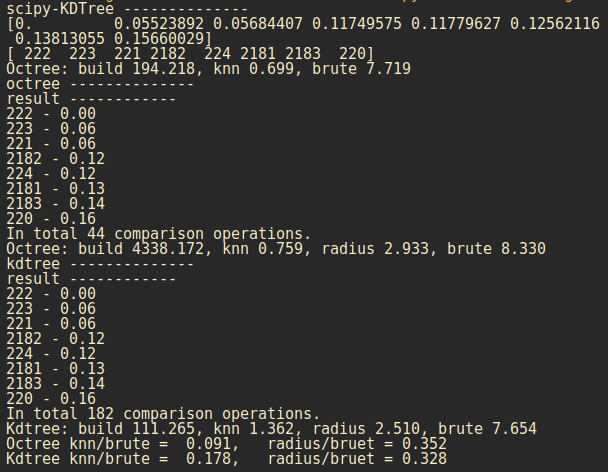 scipy-KDTree --------------
[0.         0.05523892 0.05684407 0.11749575 0.11779627 0.12562116
 0.13813055 0.15660029]
[ 222  223  221 2182  224 2181 2183  220]
Octree: build 194.218, knn 0.699, brute 7.719
octree --------------
result ------------
222 - 0.00
223 - 0.06
221 - 0.06
2182 - 0.12
224 - 0.12
2181 - 0.13
2183 - 0.14
220 - 0.16
In total 44 comparison operations.
Octree: build 4338.172, knn 0.759, radius 2.933, brute 8.330
kdtree --------------
result ------------
222 - 0.00
223 - 0.06
221 - 0.06
2182 - 0.12
224 - 0.12
2181 - 0.13
2183 - 0.14
220 - 0.16
In total 182 comparison operations.
Kdtree: build 111.265, knn 1.362, radius 2.510, brute 7.654
Octree knn/brute =  0.091,   radius/bruet = 0.352
Kdtree knn/brute =  0.178,   radius/bruet = 0.328